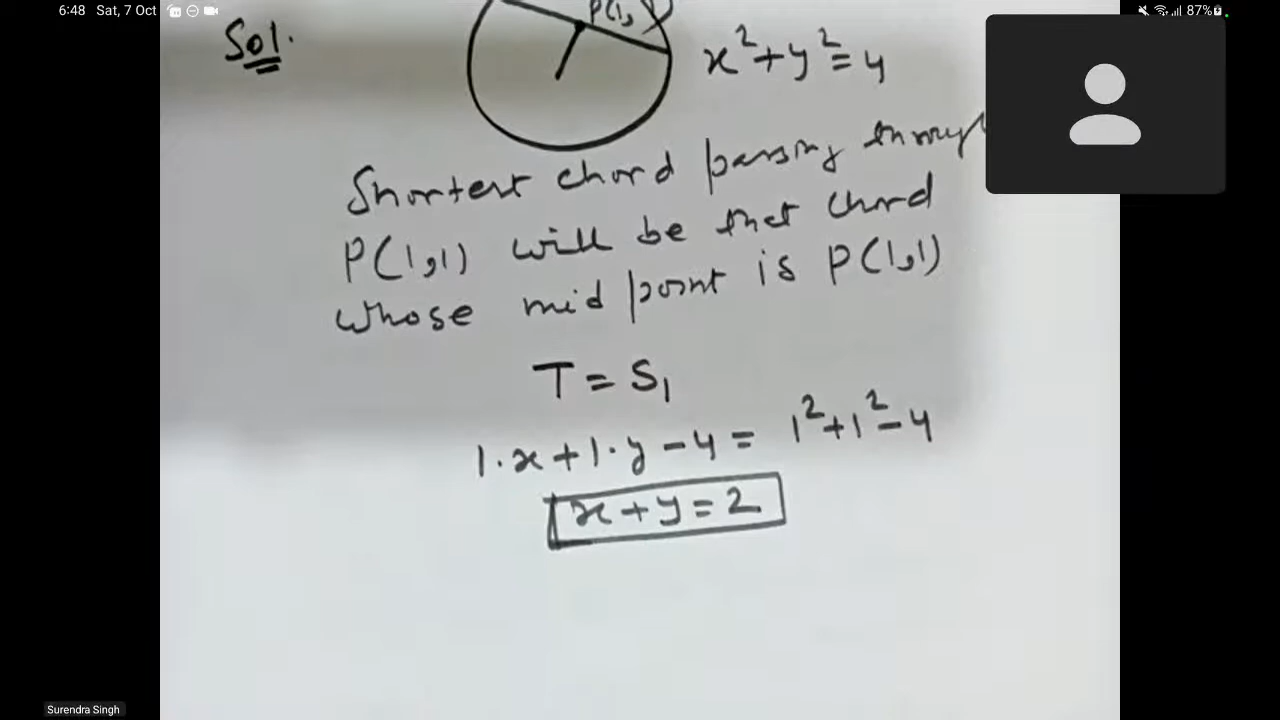 6:48 Sat, 7 Oct
87%
Sol.
P(1,
x²+y²=4
Shortest chord passing through
P(1,1) will be that chord
whose mid point is P(1,1)
T = S₁
1·x+1·y-4= 1²+1²-4
x+y=2
Surendra Singh